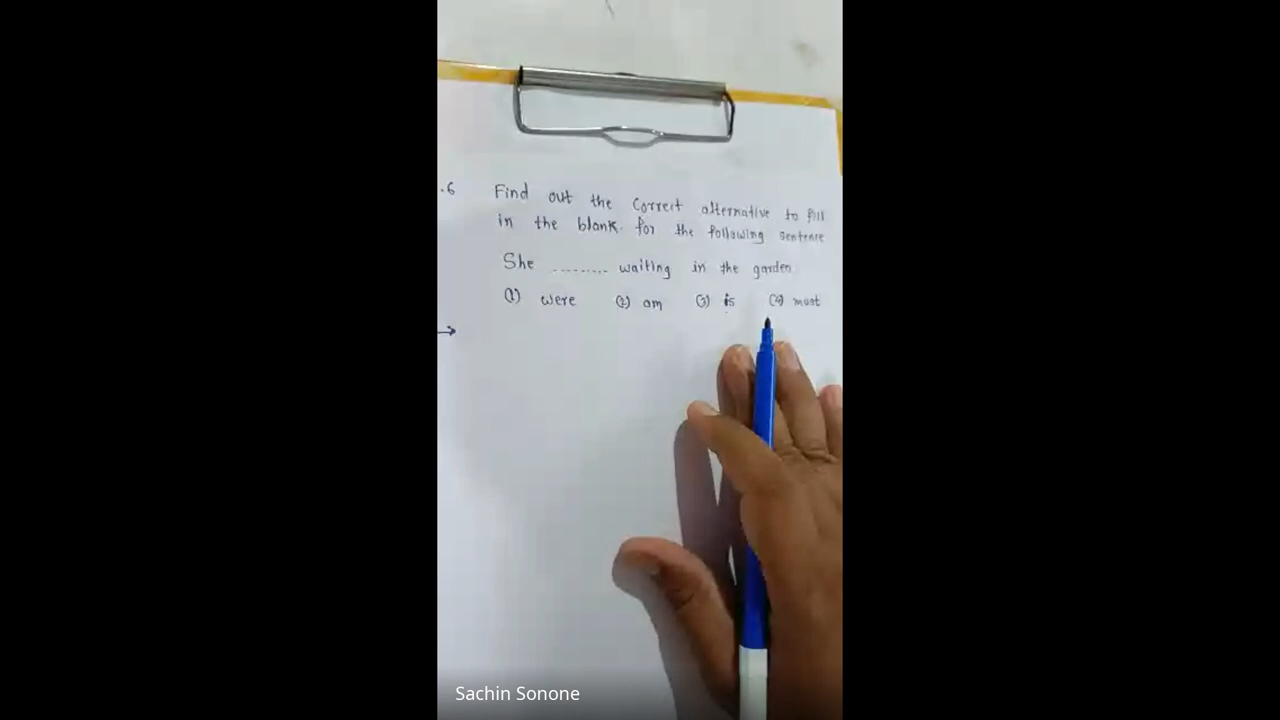 .6 Find out the correct alternative to fill
in the blank for the following sentence
She ......... waiting in the garden
(1) were (2) am (3) is (4) must
→
Sachin Sonone